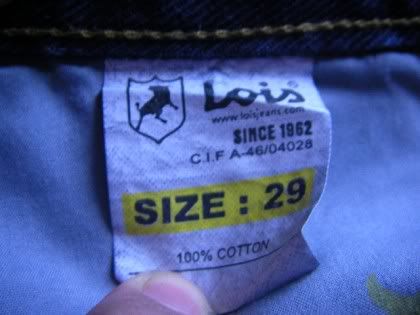 Lois
www.loisjeans.com
SINCE 1962
C.I.F A-46/04028
SIZE : 29
100% COTTON